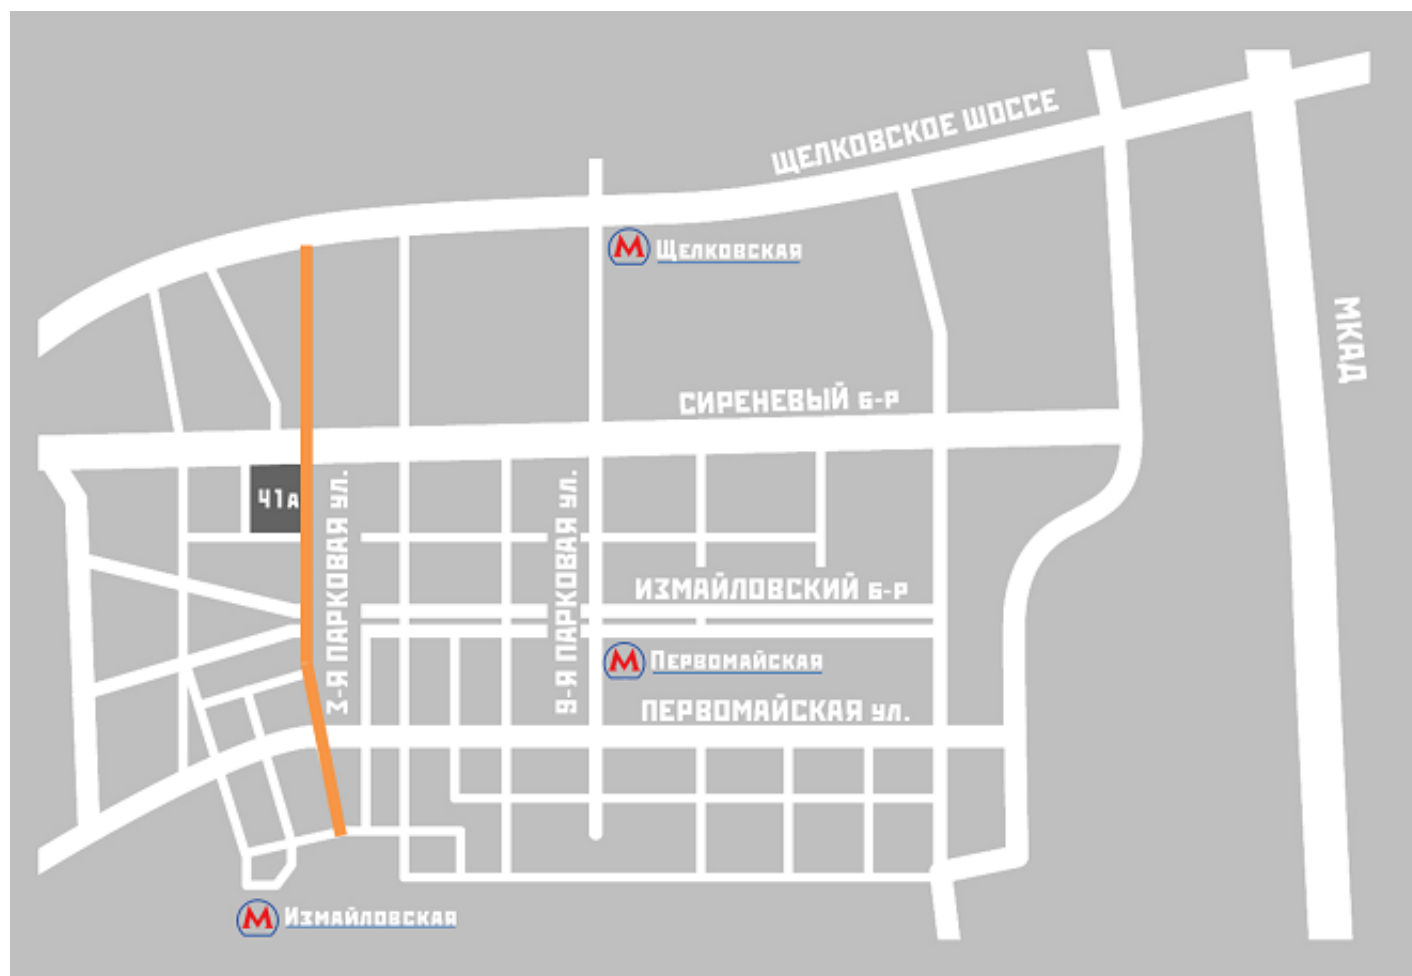 ЩЕЛКОВСКОЕ ШОССЕ
М Щелковская
МКАД
СИРЕНЕВЫЙ Б-Р
41А
3-Я ПАРКОВАЯ УЛ.
9-Я ПАРКОВАЯ УЛ.
ИЗМАЙЛОВСКИЙ Б-Р
М Первомайская
ПЕРВОМАЙСКАЯ УЛ.
М Измайловская